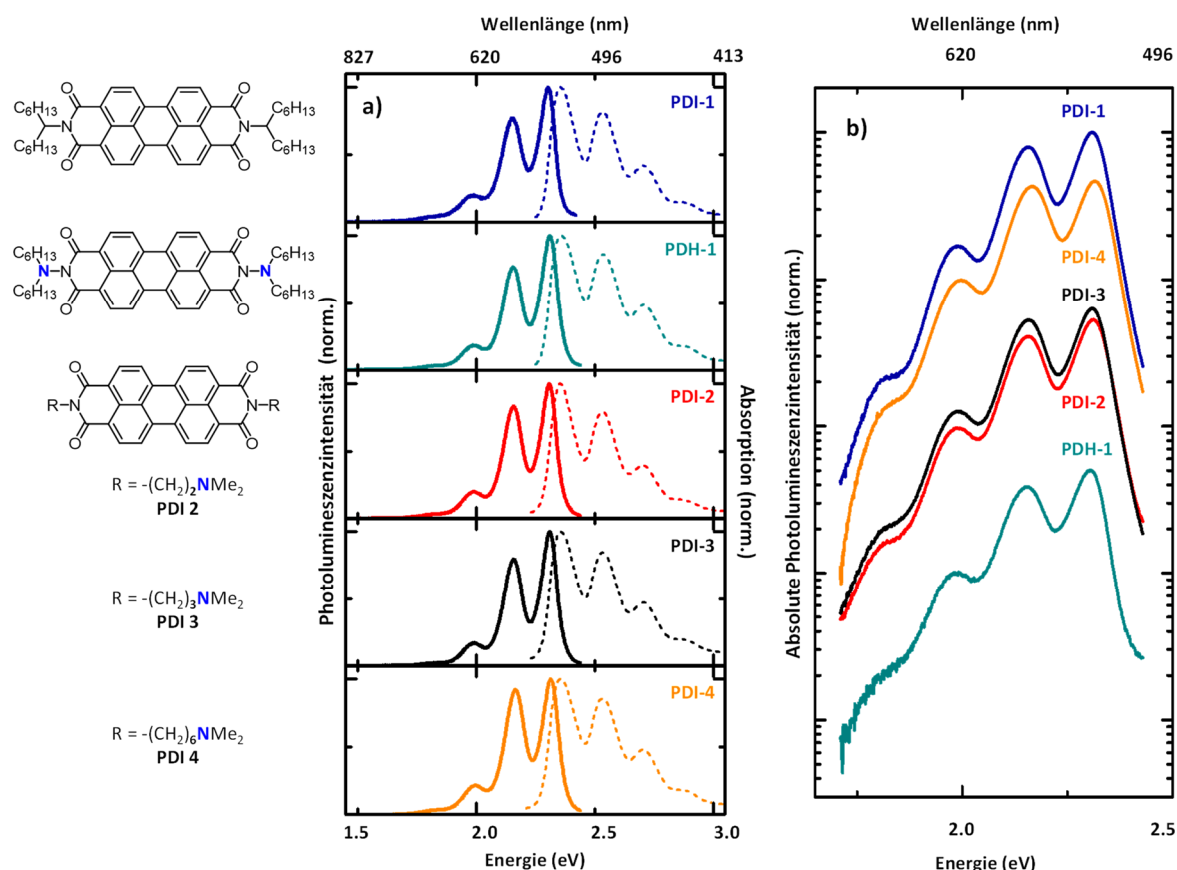 O
O
C₆H₁₃
C₆H₁₃
N
N
C₆H₁₃
C₆H₁₃
O
O
O
O
C₆H₁₃
C₆H₁₃
N
N
N
N
C₆H₁₃
C₆H₁₃
O
O
O
O
R
N
N
R
O
O
R = -(CH₂)₂NMe₂
PDI 2
R = -(CH₂)₃NMe₂
PDI 3
R = -(CH₂)₆NMe₂
PDI 4
Wellenlänge (nm)
827 620 496 413
a)
PDI-1
PDH-1
PDI-2
PDI-3
PDI-4
Photolumineszenzintensität (norm.)
Absorption (norm.)
1.5 2.0 2.5 3.0
Energie (eV)
Wellenlänge (nm)
620 496
b)
PDI-1
PDI-4
PDI-3
PDI-2
PDH-1
Absolute Photolumineszenzintensität (norm.)
2.0 2.5
Energie (eV)